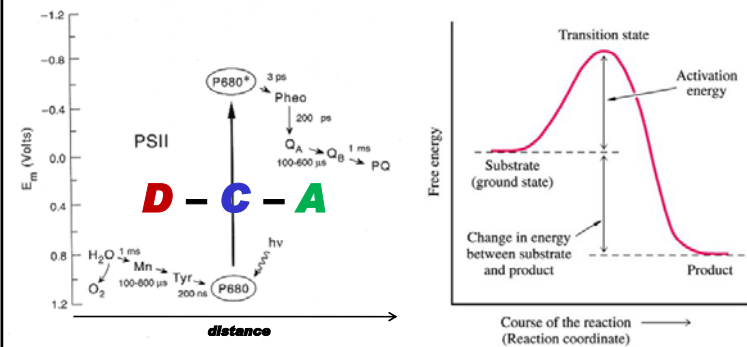 −1.2
−0.8
−0.4
0.0
0.4
0.8
1.2
Em (Volts)
PSII
P680*
3 ps
Pheo
200 ps
QA
QB
1 ms
100-600 µs
PQ
D – C – A
hν
H2O
1 ms
Mn
Tyr
100-600 µs
200 ns
O2
P680
distance
Transition state
Activation
energy
Free energy
Substrate
(ground state)
Change in energy
between substrate
and product
Product
Course of the reaction
(Reaction coordinate)